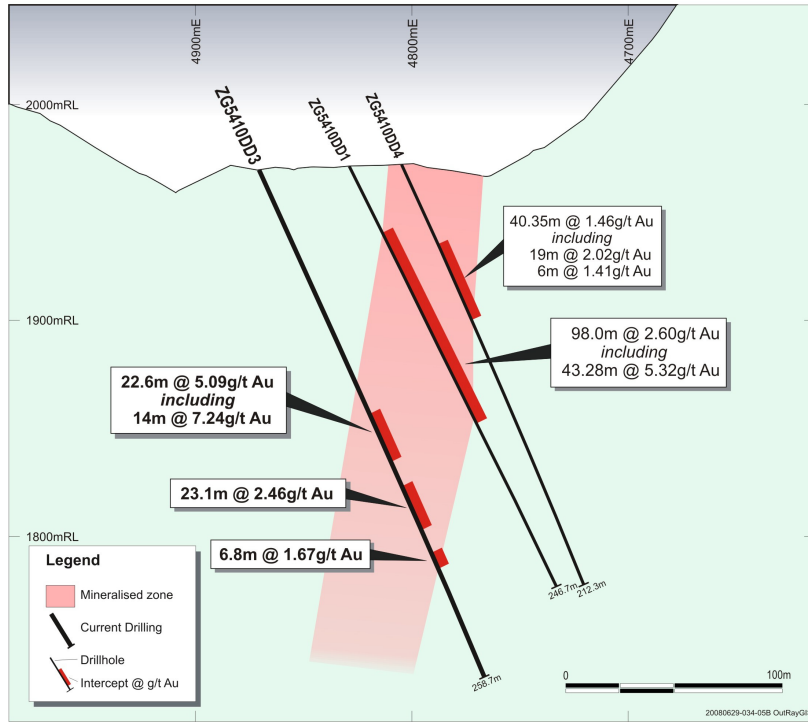 4900mE
4800mE
4700mE
2000mRL
ZG5410DD3
ZG5410DD1
ZG5410DD4
40.35m @ 1.46g/t Au
including
19m @ 2.02g/t Au
6m @ 1.41g/t Au
1900mRL
98.0m @ 2.60g/t Au
including
43.28m @ 5.32g/t Au
22.6m @ 5.09g/t Au
including
14m @ 7.24g/t Au
23.1m @ 2.46g/t Au
1800mRL
6.8m @ 1.67g/t Au
246.7m
212.3m
258.7m
Legend
Mineralised zone
Current Drilling
Drillhole
Intercept @ g/t Au
0
100m
20080629-034-05B OutRayGI